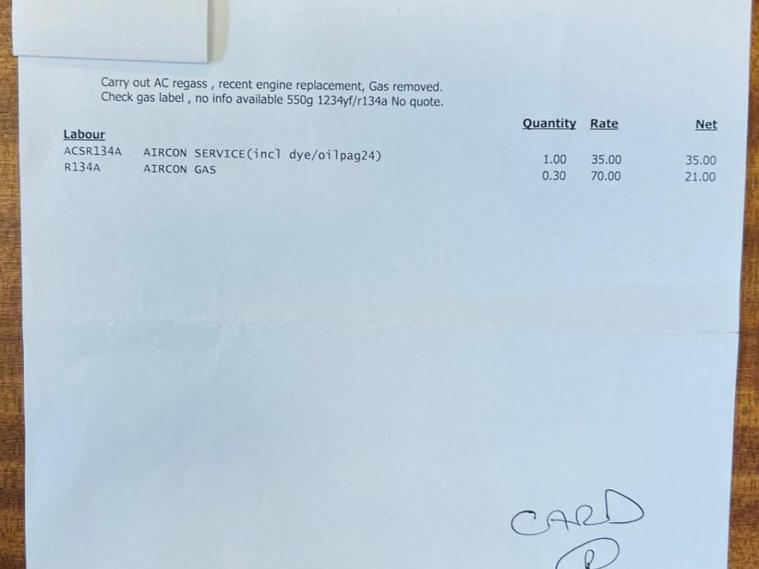 Carry out AC regass , recent engine replacement, Gas removed.
Check gas label , no info available 550g 1234yf/r134a No quote.
Quantity Rate Net
Labour
ACSR134A AIRCON SERVICE(incl dye/oilpag24) 1.00 35.00 35.00
R134A AIRCON GAS 0.30 70.00 21.00
CARD